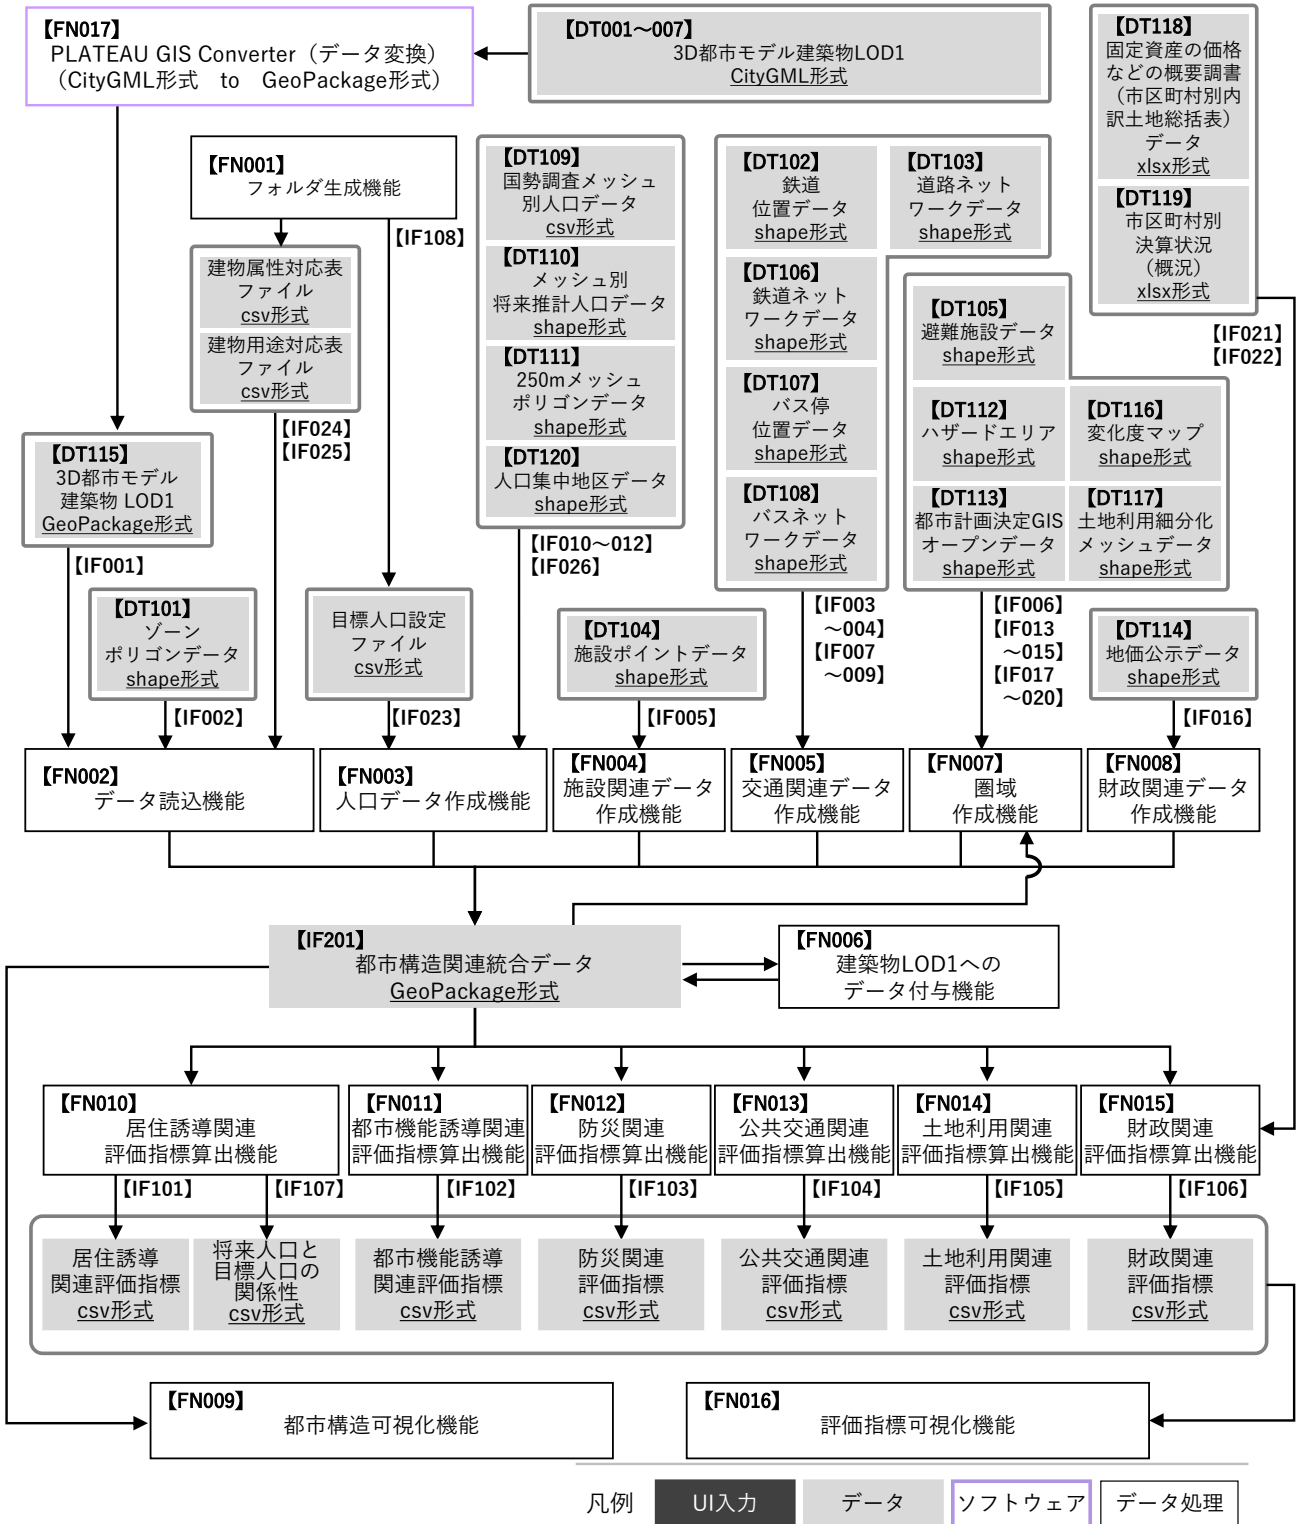 【FN017】
PLATEAU GIS Converter（データ変換）
（CityGML形式　to　GeoPackage形式）
【DT001～007】
3D都市モデル建築物LOD1
CityGML形式
【DT118】
固定資産の価格
などの概要調書
（市区町村別内
訳土地総括表）
データ
xlsx形式
【DT119】
市区町村別
決算状況
（概況）
xlsx形式
【IF021】
【IF022】
【FN001】
フォルダ生成機能
【IF108】
建物属性対応表
ファイル
csv形式
建物用途対応表
ファイル
csv形式
【IF024】
【IF025】
【DT109】
国勢調査メッシュ
別人口データ
csv形式
【DT110】
メッシュ別
将来推計人口データ
shape形式
【DT111】
250mメッシュ
ポリゴンデータ
shape形式
【DT120】
人口集中地区データ
shape形式
【IF010～012】
【IF026】
【DT102】
鉄道
位置データ
shape形式
【DT103】
道路ネット
ワークデータ
shape形式
【DT106】
鉄道ネット
ワークデータ
shape形式
【DT107】
バス停
位置データ
shape形式
【DT108】
バスネット
ワークデータ
shape形式
【IF003
～004】
【IF007
～009】
【DT105】
避難施設データ
shape形式
【DT112】
ハザードエリア
shape形式
【DT116】
変化度マップ
shape形式
【DT113】
都市計画決定GIS
オープンデータ
shape形式
【DT117】
土地利用細分化
メッシュデータ
shape形式
【IF006】
【IF013
～015】
【IF017
～020】
【DT115】
3D都市モデル
建築物 LOD1
GeoPackage形式
【IF001】
【DT101】
ゾーン
ポリゴンデータ
shape形式
【IF002】
目標人口設定
ファイル
csv形式
【IF023】
【DT104】
施設ポイントデータ
shape形式
【IF005】
【DT114】
地価公示データ
shape形式
【IF016】
【FN002】
データ読込機能
【FN003】
人口データ作成機能
【FN004】
施設関連データ
作成機能
【FN005】
交通関連データ
作成機能
【FN007】
圏域
作成機能
【FN008】
財政関連データ
作成機能
【IF201】
都市構造関連統合データ
GeoPackage形式
【FN006】
建築物LOD1への
データ付与機能
【FN010】
居住誘導関連
評価指標算出機能
【FN011】
都市機能誘導関連
評価指標算出機能
【FN012】
防災関連
評価指標算出機能
【FN013】
公共交通関連
評価指標算出機能
【FN014】
土地利用関連
評価指標算出機能
【FN015】
財政関連
評価指標算出機能
【IF101】
【IF107】
【IF102】
【IF103】
【IF104】
【IF105】
【IF106】
居住誘導
関連評価指標
csv形式
将来人口と
目標人口の
関係性
csv形式
都市機能誘導
関連評価指標
csv形式
防災関連
評価指標
csv形式
公共交通関連
評価指標
csv形式
土地利用関連
評価指標
csv形式
財政関連
評価指標
csv形式
【FN009】
都市構造可視化機能
【FN016】
評価指標可視化機能
凡例
UI入力
データ
ソフトウェア
データ処理